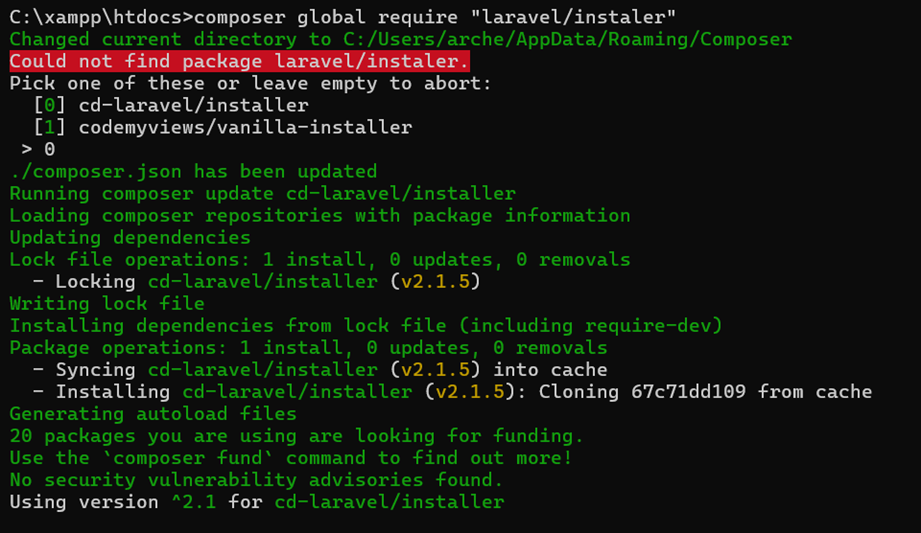 C:\xampp\htdocs>composer global require "laravel/instaler"
Changed current directory to C:/Users/arche/AppData/Roaming/Composer
Could not find package laravel/instaler.
Pick one of these or leave empty to abort:
  [0] cd-laravel/installer
  [1] codemyviews/vanilla-installer
 > 0
./composer.json has been updated
Running composer update cd-laravel/installer
Loading composer repositories with package information
Updating dependencies
Lock file operations: 1 install, 0 updates, 0 removals
  - Locking cd-laravel/installer (v2.1.5)
Writing lock file
Installing dependencies from lock file (including require-dev)
Package operations: 1 install, 0 updates, 0 removals
  - Syncing cd-laravel/installer (v2.1.5) into cache
  - Installing cd-laravel/installer (v2.1.5): Cloning 67c71dd109 from cache
Generating autoload files
20 packages you are using are looking for funding.
Use the `composer fund` command to find out more!
No security vulnerability advisories found.
Using version ^2.1 for cd-laravel/installer